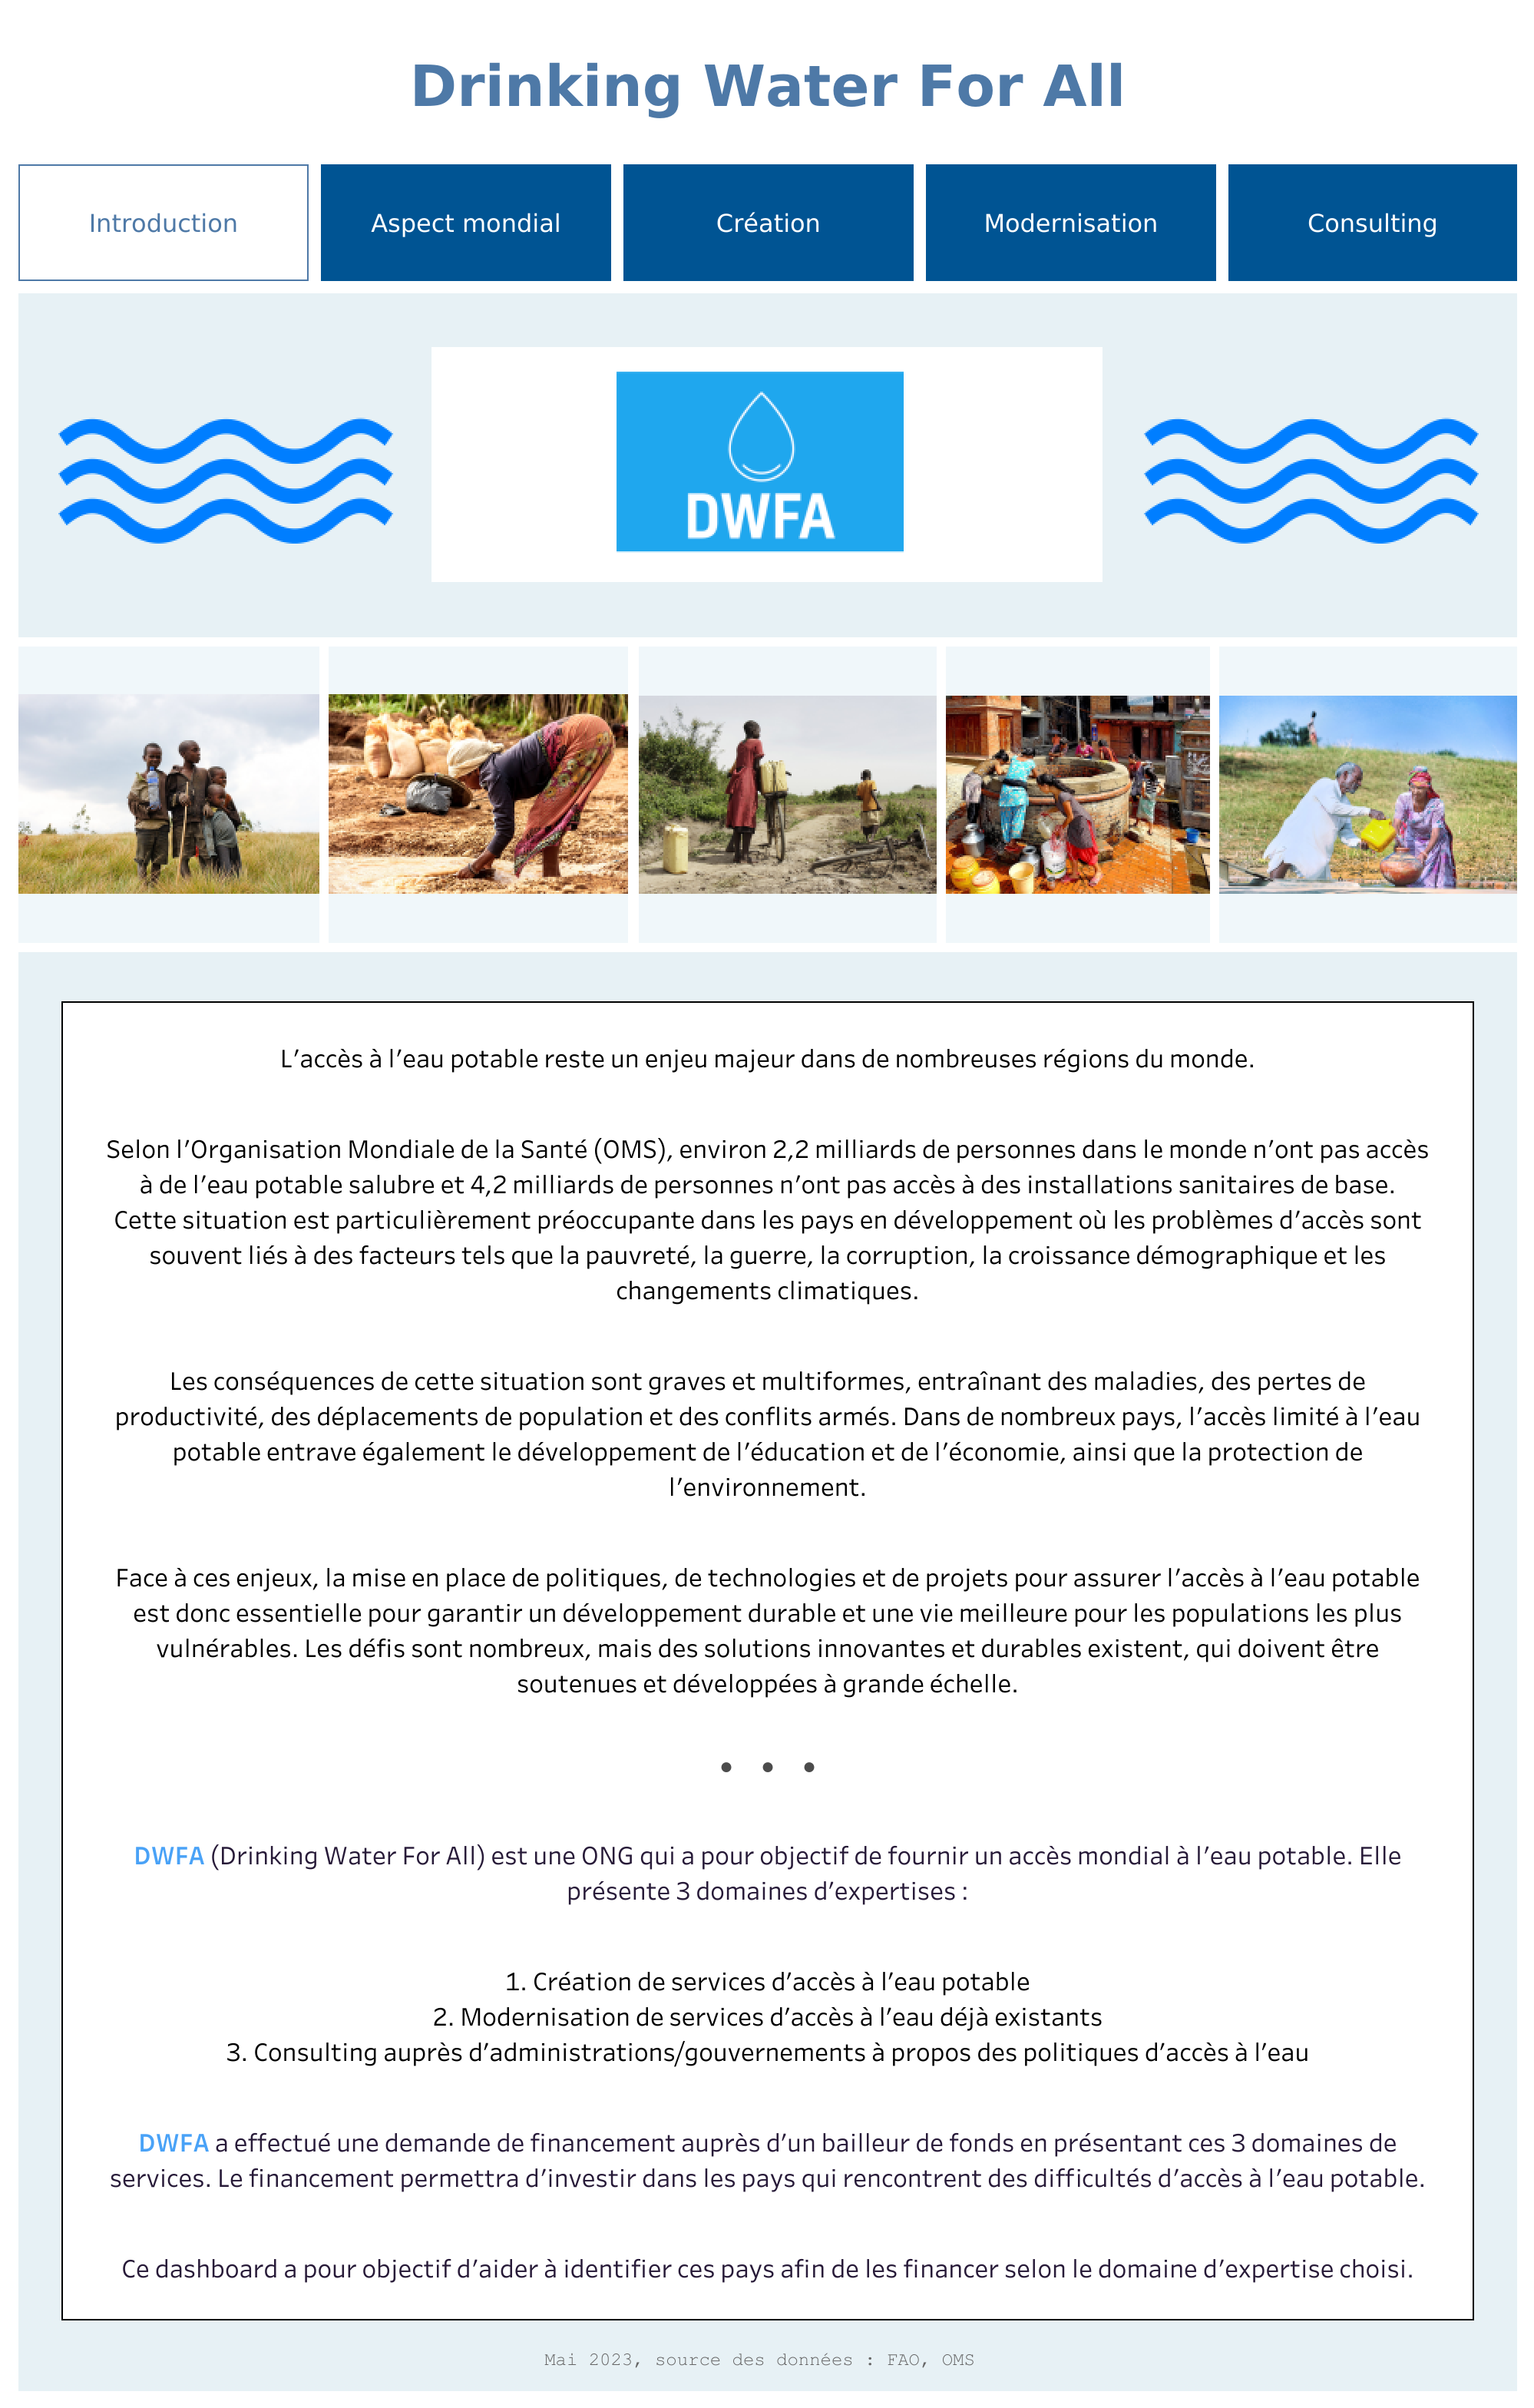 Drinking Water For All
Introduction
Aspect mondial
Création
Modernisation
Consulting
DWFA
L’accès à l’eau potable reste un enjeu majeur dans de nombreuses régions du monde.
Selon l’Organisation Mondiale de la Santé (OMS), environ 2,2 milliards de personnes dans le monde n’ont pas accès
à de l’eau potable salubre et 4,2 milliards de personnes n’ont pas accès à des installations sanitaires de base.
Cette situation est particulièrement préoccupante dans les pays en développement où les problèmes d’accès sont
souvent liés à des facteurs tels que la pauvreté, la guerre, la corruption, la croissance démographique et les
changements climatiques.
Les conséquences de cette situation sont graves et multiformes, entraînant des maladies, des pertes de
productivité, des déplacements de population et des conflits armés. Dans de nombreux pays, l’accès limité à l’eau
potable entrave également le développement de l’éducation et de l’économie, ainsi que la protection de
l’environnement.
Face à ces enjeux, la mise en place de politiques, de technologies et de projets pour assurer l’accès à l’eau potable
est donc essentielle pour garantir un développement durable et une vie meilleure pour les populations les plus
vulnérables. Les défis sont nombreux, mais des solutions innovantes et durables existent, qui doivent être
soutenues et développées à grande échelle.
• • •
DWFA (Drinking Water For All) est une ONG qui a pour objectif de fournir un accès mondial à l’eau potable. Elle
présente 3 domaines d’expertises :
1. Création de services d’accès à l’eau potable
2. Modernisation de services d’accès à l’eau déjà existants
3. Consulting auprès d’administrations/gouvernements à propos des politiques d’accès à l’eau
DWFA a effectué une demande de financement auprès d’un bailleur de fonds en présentant ces 3 domaines de
services. Le financement permettra d’investir dans les pays qui rencontrent des difficultés d’accès à l’eau potable.
Ce dashboard a pour objectif d’aider à identifier ces pays afin de les financer selon le domaine d’expertise choisi.
Mai 2023, source des données : FAO, OMS